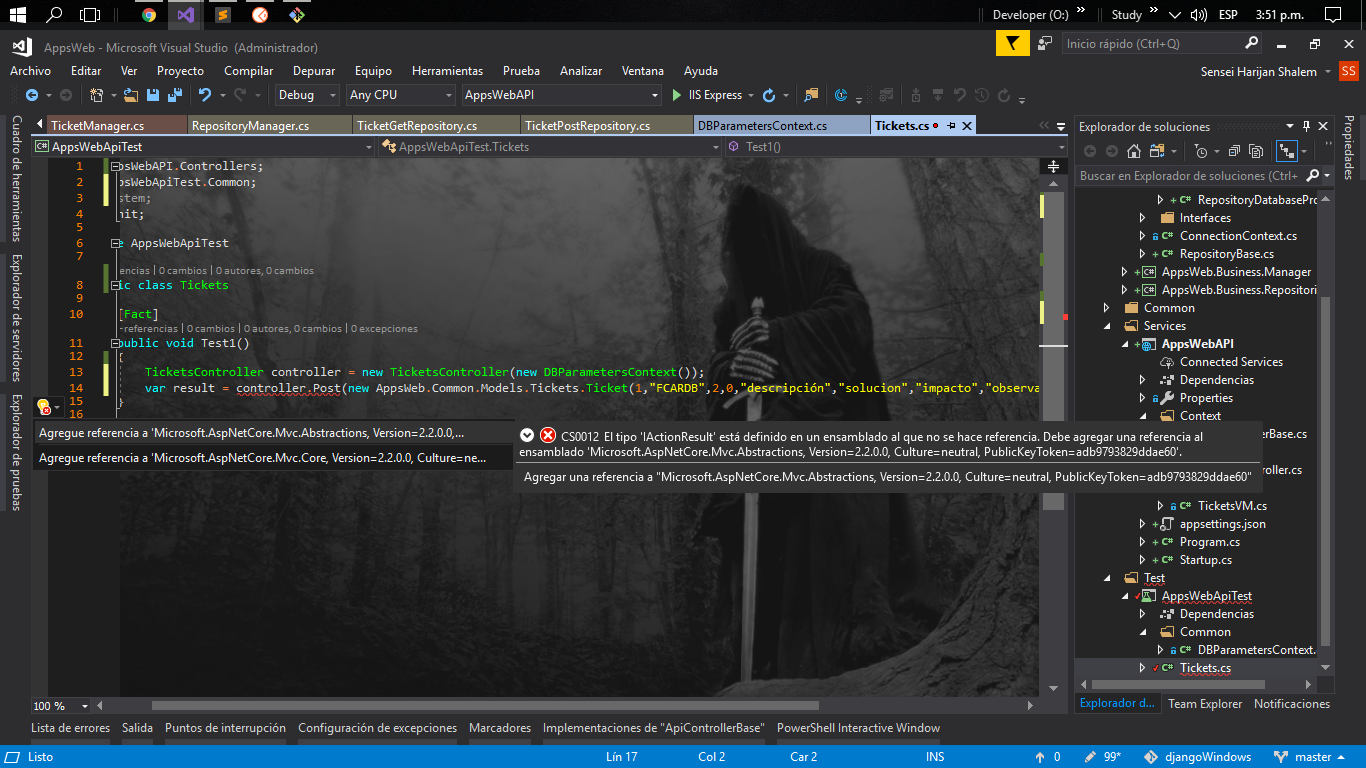 Developer (O:) » Study » ESP 3:51 p.m.
AppsWeb - Microsoft Visual Studio (Administrador) Inicio rápido (Ctrl+Q)
Archivo Editar Ver Proyecto Compilar Depurar Equipo Herramientas Prueba Analizar Ventana Ayuda Sensei Harijan Shalem SS
Debug Any CPU AppsWebAPI IIS Express
TicketManager.cs RepositoryManager.cs TicketGetRepository.cs TicketPostRepository.cs DBParametersContext.cs Tickets.cs
AppsWebApiTest AppsWebApiTest.Tickets Test1()
1 psWebAPI.Controllers;
2 psWebApiTest.Common;
3 stem;
4 nit;
5
6 e AppsWebApiTest
7
encias | 0 cambios | 0 autores, 0 cambios
8 ic class Tickets
9
10 [Fact]
-referencias | 0 cambios | 0 autores, 0 cambios | 0 excepciones
11 public void Test1()
12 {
13 TicketsController controller = new TicketsController(new DBParametersContext());
14 var result = controller.Post(new AppsWeb.Common.Models.Tickets.Ticket(1,"FCARDB",2,0,"descripción","solucion","impacto","observa
15 }
16
Agregue referencia a 'Microsoft.AspNetCore.Mvc.Abstractions, Version=2.2.0.0,...
Agregue referencia a 'Microsoft.AspNetCore.Mvc.Core, Version=2.2.0.0, Culture=ne...
CS0012 El tipo 'IActionResult' está definido en un ensamblado al que no se hace referencia. Debe agregar una referencia al
ensamblado 'Microsoft.AspNetCore.Mvc.Abstractions, Version=2.2.0.0, Culture=neutral, PublicKeyToken=adb9793829ddae60'.
Agregar una referencia a "Microsoft.AspNetCore.Mvc.Abstractions, Version=2.2.0.0, Culture=neutral, PublicKeyToken=adb9793829ddae60"
Cuadro de herramientas
Explorador de servidores
Explorador de pruebas
Explorador de soluciones
Buscar en Explorador de soluciones (Ctrl+
RepositoryDatabasePro
Interfaces
ConnectionContext.cs
RepositoryBase.cs
AppsWeb.Business.Manager
AppsWeb.Business.Repositori
Common
Services
AppsWebAPI
Connected Services
Dependencias
Properties
Context
erBase.cs
roller.cs
TicketsVM.cs
appsettings.json
Program.cs
Startup.cs
Test
AppsWebApiTest
Dependencias
Common
DBParametersContext.
Tickets.cs
Explorador d... Team Explorer Notificaciones
Propiedades
100 %
Lista de errores Salida Puntos de interrupción Configuración de excepciones Marcadores Implementaciones de "ApiControllerBase" PowerShell Interactive Window
Listo Lín 17 Col 2 Car 2 INS 0 99* djangoWindows master